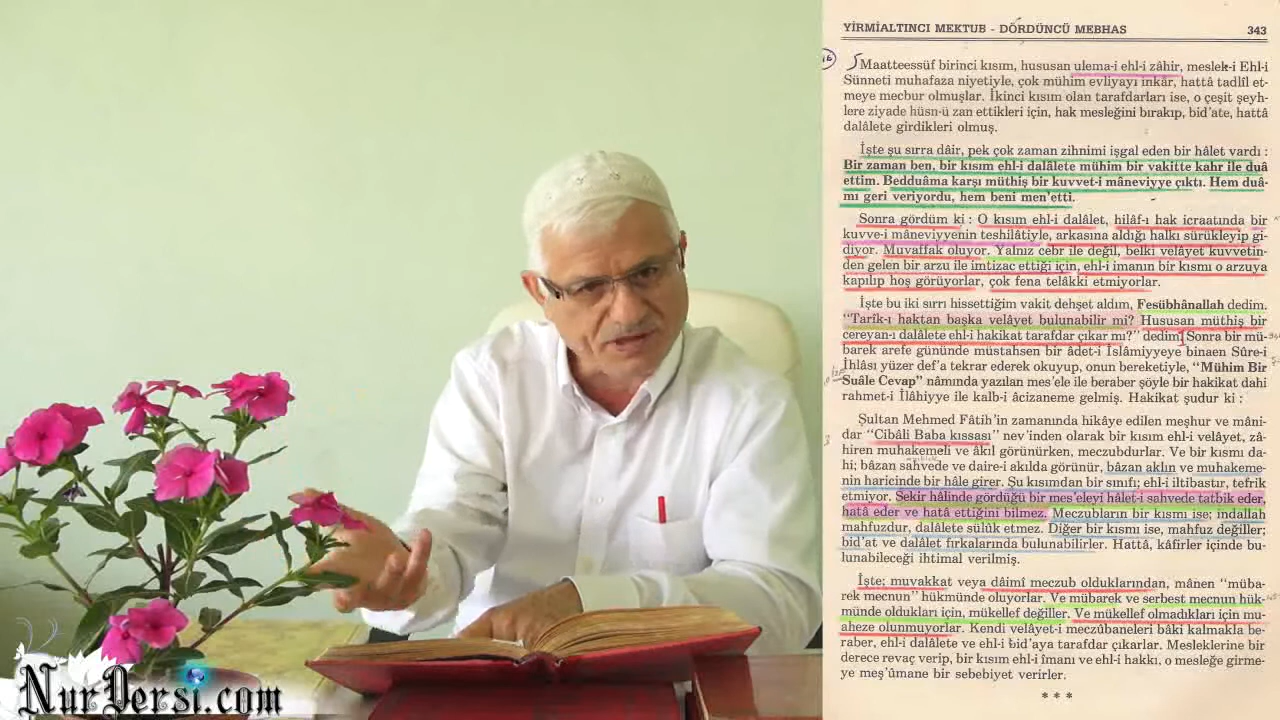 YİRMİALTINCI MEKTUB - DÖRDÜNCÜ MEBHAS 343
Maatteessüf birinci kısım, hususan ulema-i ehl-i zâhir, meslek-i Ehl-i
Sünneti muhafaza niyetiyle, çok mühim evliyayı inkâr, hattâ tadlîl et-
meye mecbur olmuşlar. İkinci kısım olan tarafdarları ise, o çeşit şeyh-
lere ziyade hüsn-ü zan ettikleri için, hak mesleğini bırakıp, bid'ate, hattâ
dalâlete girdikleri olmuş.
İşte şu sırra dâir, pek çok zaman zihnimi işgal eden bir hâlet vardı :
Bir zaman ben, bir kısım ehl-i dalâlete mühim bir vakitte kahr ile duâ
ettim. Bedduâma karşı müthiş bir kuvvet-i mâneviyye çıktı. Hem duâ-
mı geri veriyordu, hem beni men'etti.
Sonra gördüm ki : O kısım ehl-i dalâlet, hilâf-ı hak icraatında bir
kuvve-i mâneviyyenin teshilâtiyle, arkasına aldığı halkı sürükleyip gi-
diyor. Muvaffak oluyor. Yalnız cebr ile değil, belki velâyet kuvvetin-
den gelen bir arzu ile imtizac ettiği için, ehl-i imanın bir kısmı o arzuya
kapılıp hoş görüyorlar, çok fena telâkki etmiyorlar.
İşte bu iki sırrı hissettiğim vakit dehşet aldım, Fesübhânallah dedim.
"Tarîk-ı haktan başka velâyet bulunabilir mi? Hususan müthiş bir
cereyan-ı dalâlete ehl-i hakikat tarafdar çıkar mı?" dedim. Sonra bir mü-
barek arefe gününde müstahsen bir âdet-i İslâmiyyeye binaen Sûre-i
İhlâsı yüzer def'a tekrar ederek okuyup, onun bereketiyle, "Mühim Bir
Suâle Cevap" nâmında yazılan mes'ele ile beraber şöyle bir hakikat dahi
rahmet-i İlâhiyye ile kalb-i âcizaneme gelmiş. Hakikat şudur ki :
Şultan Mehmed Fâtih'in zamanında hikâye edilen meşhur ve mâni-
dar "Cibâli Baba kıssası" nev'inden olarak bir kısım ehl-i velâyet, zâ-
hiren muhakemeli ve âkıl görünürken, meczubdurlar. Ve bir kısmı da-
hi; bâzan sahvede ve daire-i akılda görünür, bâzan aklın ve muhakeme-
nin haricinde bir hâle girer. Şu kısımdan bir sınıfı; ehl-i iltibastır, tefrik
etmiyor. Sekir hâlinde gördüğü bir mes'eleyi hâlet-i sahvede tatbik eder,
hatâ eder ve hatâ ettiğini bilmez. Meczubların bir kısmı ise; indallah
mahfuzdur, dalâlete sülûk etmez. Diğer bir kısmı ise, mahfuz değiller;
bid'at ve dalâlet fırkalarında bulunabilirler. Hattâ, kâfirler içinde bu-
lunabileceği ihtimal verilmiş.
İşte; muvakkat veya dâimî meczub olduklarından, mânen "müba-
rek mecnun" hükmünde oluyorlar. Ve mübarek ve serbest mecnun hük-
münde oldukları için, mükellef değiller. Ve mükellef olmadıkları için mu-
aheze olunmuyorlar. Kendi velâyet-i meczûbaneleri bâki kalmakla be-
raber, ehl-i dalâlete ve ehl-i bid'aya tarafdar çıkarlar. Mesleklerine bir
derece revaç verip, bir kısım ehl-i îmanı ve ehl-i hakkı, o mesleğe girme-
ye meş'ûmane bir sebebiyet verirler.
* * *
NurDersi.com